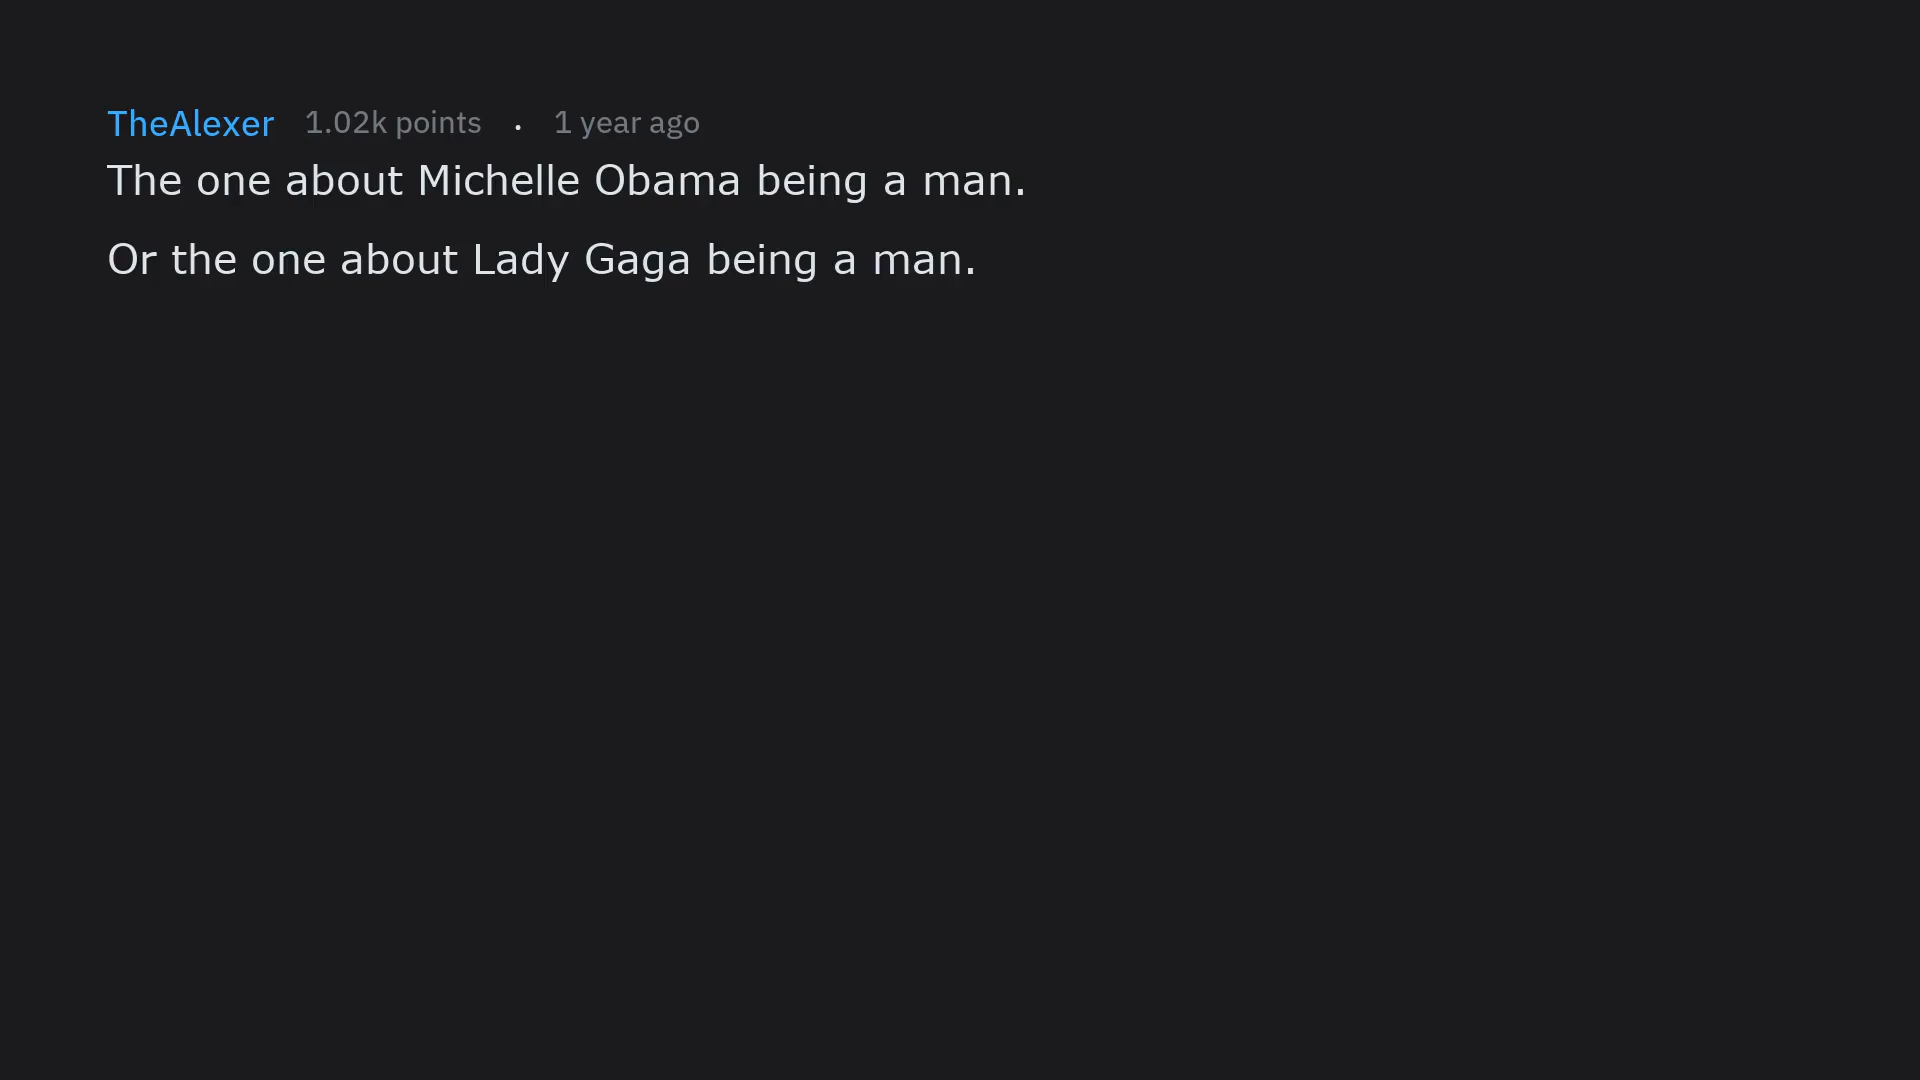 TheAlexer 1.02k points . 1 year ago
The one about Michelle Obama being a man.
Or the one about Lady Gaga being a man.